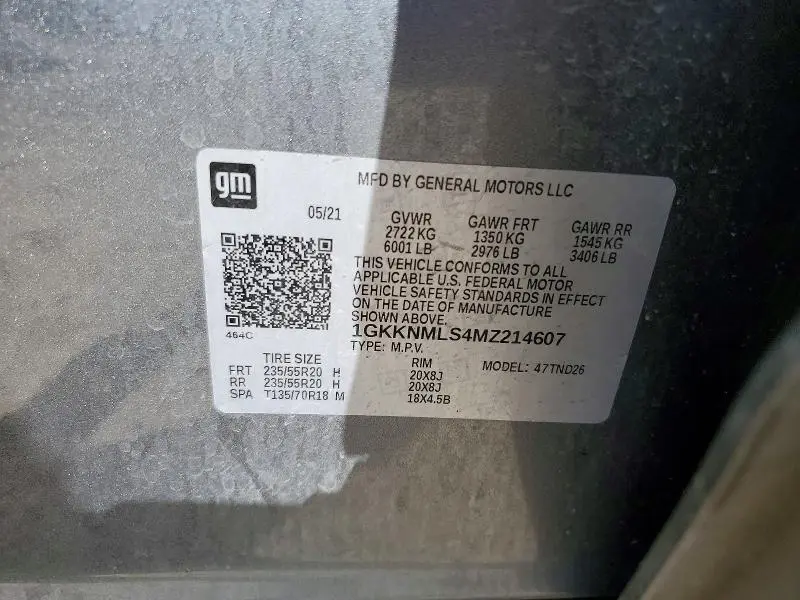 gm
MFD BY GENERAL MOTORS LLC
05/21
GVWR GAWR FRT GAWR RR
2722 KG 1350 KG 1545 KG
6001 LB 2976 LB 3406 LB
THIS VEHICLE CONFORMS TO ALL
APPLICABLE U.S. FEDERAL MOTOR
VEHICLE SAFETY STANDARDS IN EFFECT
ON THE DATE OF MANUFACTURE
SHOWN ABOVE.
464C
1GKKNMLS4MZ214607
TYPE: M.P.V.
MODEL: 47TND26
TIRE SIZE RIM
FRT 235/55R20 H 20X8J
RR 235/55R20 H 20X8J
SPA T135/70R18 M 18X4.5B